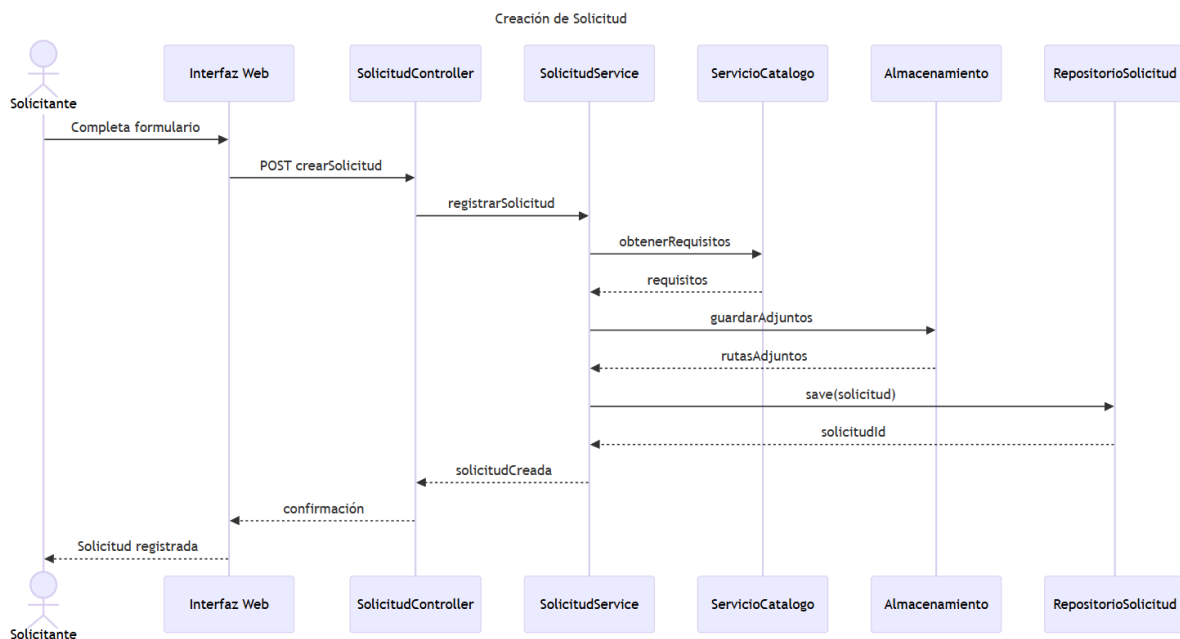 Creación de Solicitud
Solicitante
Interfaz Web
SolicitudController
SolicitudService
ServicioCatalogo
Almacenamiento
RepositorioSolicitud
Completa formulario
POST crearSolicitud
registrarSolicitud
obtenerRequisitos
requisitos
guardarAdjuntos
rutasAdjuntos
save(solicitud)
solicitudId
solicitudCreada
confirmación
Solicitud registrada
Solicitante
Interfaz Web
SolicitudController
SolicitudService
ServicioCatalogo
Almacenamiento
RepositorioSolicitud